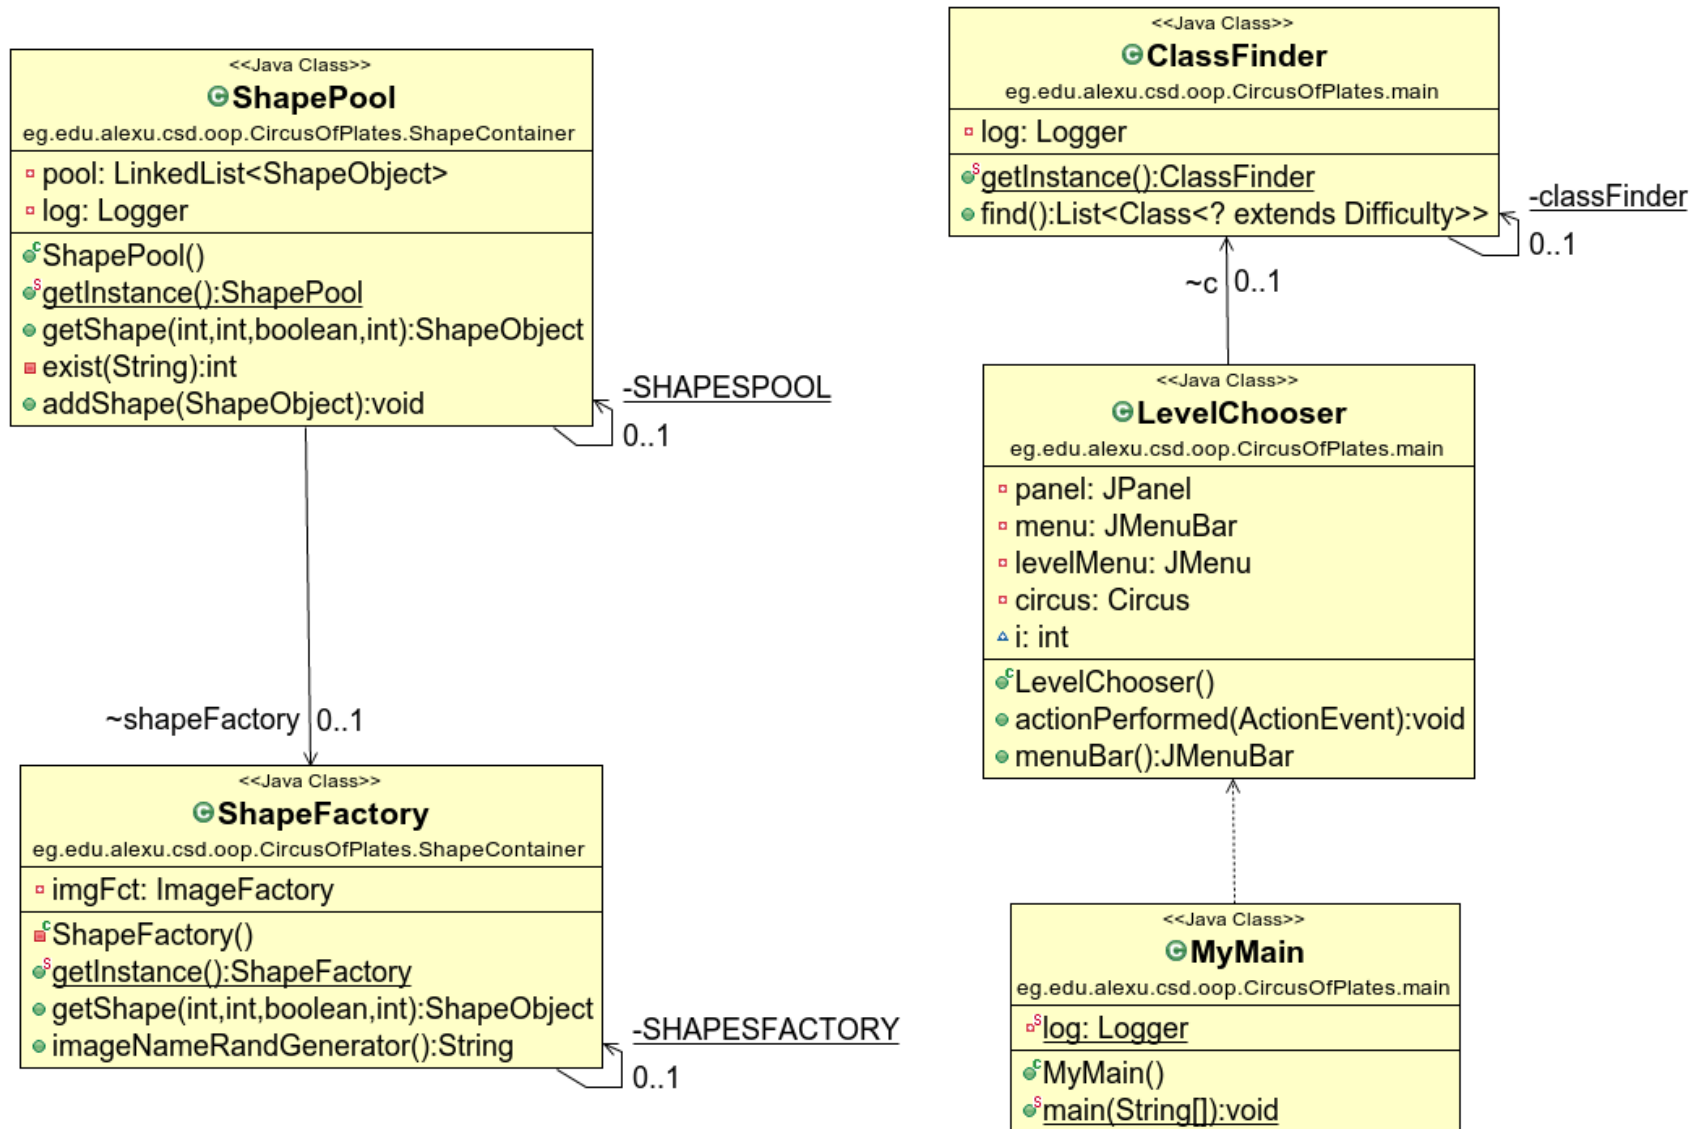 <<Java Class>>
ShapePool
eg.edu.alexu.csd.oop.CircusOfPlates.ShapeContainer
pool: LinkedList<ShapeObject>
log: Logger
ShapePool()
getInstance():ShapePool
getShape(int,int,boolean,int):ShapeObject
exist(String):int
addShape(ShapeObject):void
-SHAPESPOOL
0..1
~shapeFactory 0..1
<<Java Class>>
ShapeFactory
eg.edu.alexu.csd.oop.CircusOfPlates.ShapeContainer
imgFct: ImageFactory
ShapeFactory()
getInstance():ShapeFactory
getShape(int,int,boolean,int):ShapeObject
imageNameRandGenerator():String
-SHAPESFACTORY
0..1
<<Java Class>>
ClassFinder
eg.edu.alexu.csd.oop.CircusOfPlates.main
log: Logger
getInstance():ClassFinder
find():List<Class<? extends Difficulty>>
-classFinder
0..1
~c 0..1
<<Java Class>>
LevelChooser
eg.edu.alexu.csd.oop.CircusOfPlates.main
panel: JPanel
menu: JMenuBar
levelMenu: JMenu
circus: Circus
i: int
LevelChooser()
actionPerformed(ActionEvent):void
menuBar():JMenuBar
<<Java Class>>
MyMain
eg.edu.alexu.csd.oop.CircusOfPlates.main
log: Logger
MyMain()
main(String[]):void